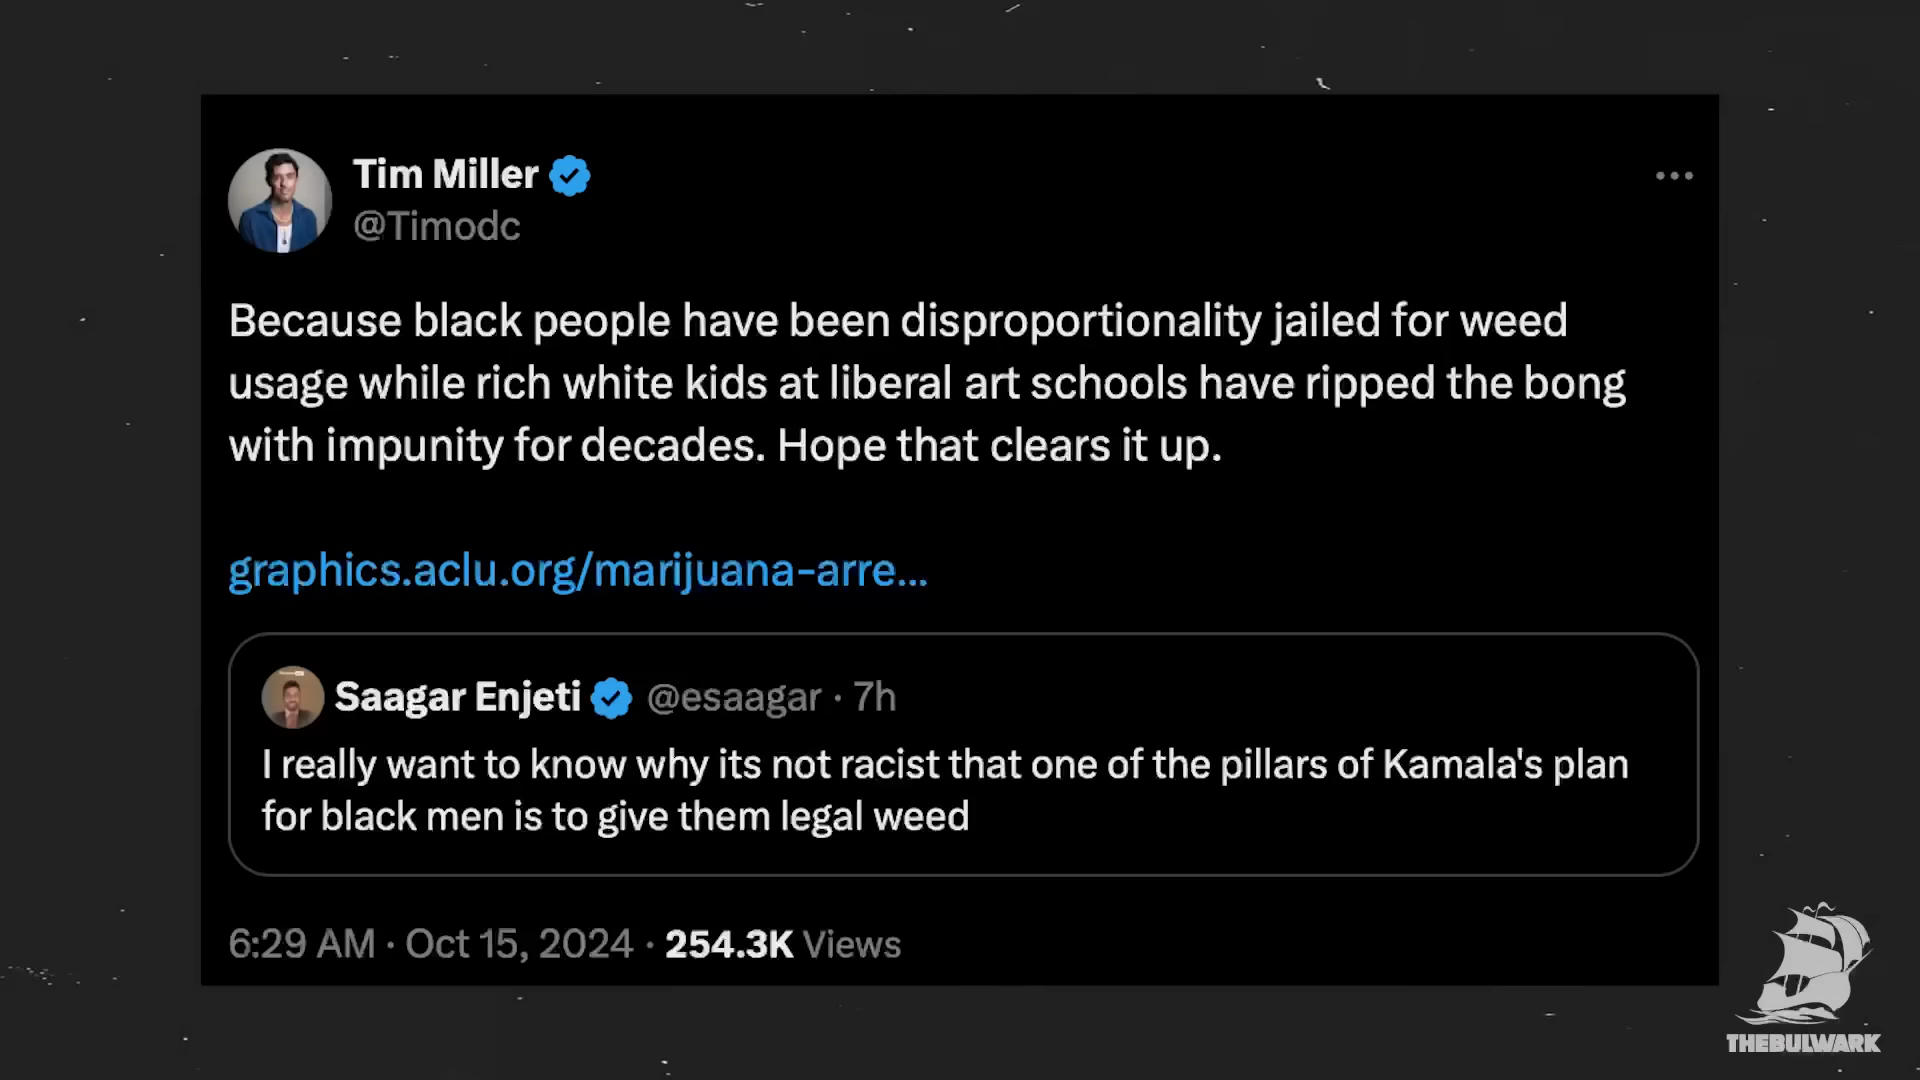 Tim Miller
@Timodc
Because black people have been disproportionality jailed for weed
usage while rich white kids at liberal art schools have ripped the bong
with impunity for decades. Hope that clears it up.
graphics.aclu.org/marijuana-arre...
Saagar Enjeti @esaagar · 7h
I really want to know why its not racist that one of the pillars of Kamala's plan
for black men is to give them legal weed
6:29 AM · Oct 15, 2024 · 254.3K Views
THEBULWARK